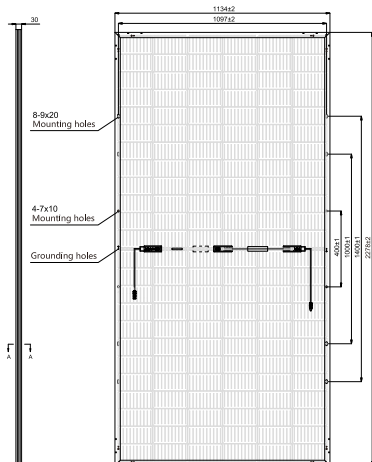 1134±2
30
1097±2
8-9x20
Mounting holes
4-7x10
Mounting holes
Grounding holes
400±1
1000±1
1400±1
2278±2
A
A